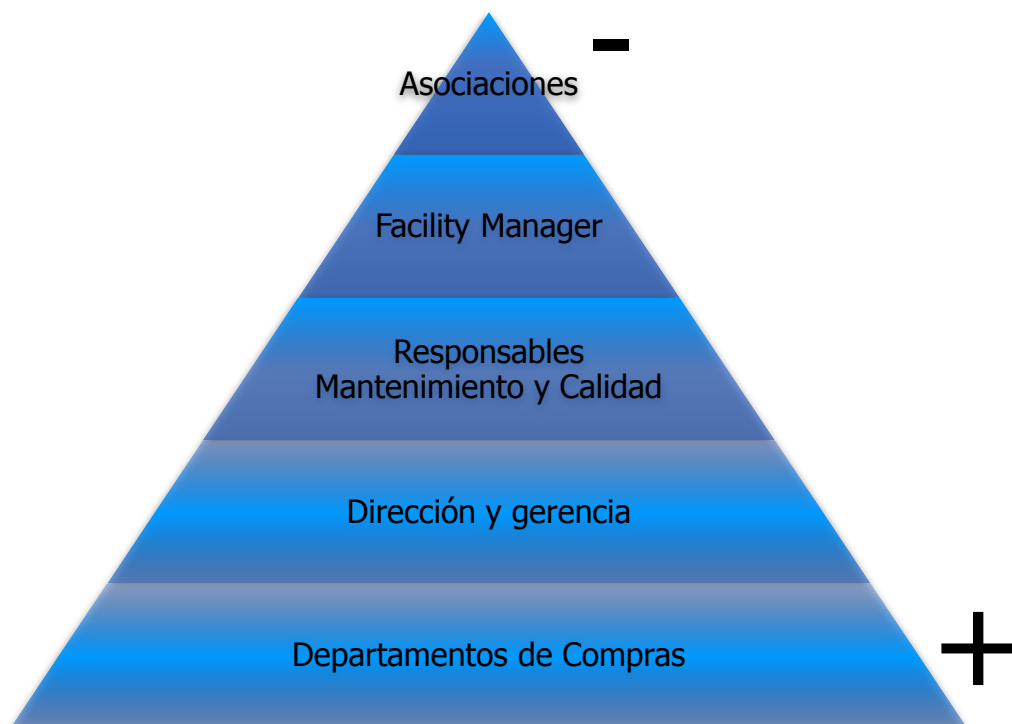 -
Asociaciones
Facility Manager
Responsables
Mantenimiento y Calidad
Dirección y gerencia
Departamentos de Compras
+